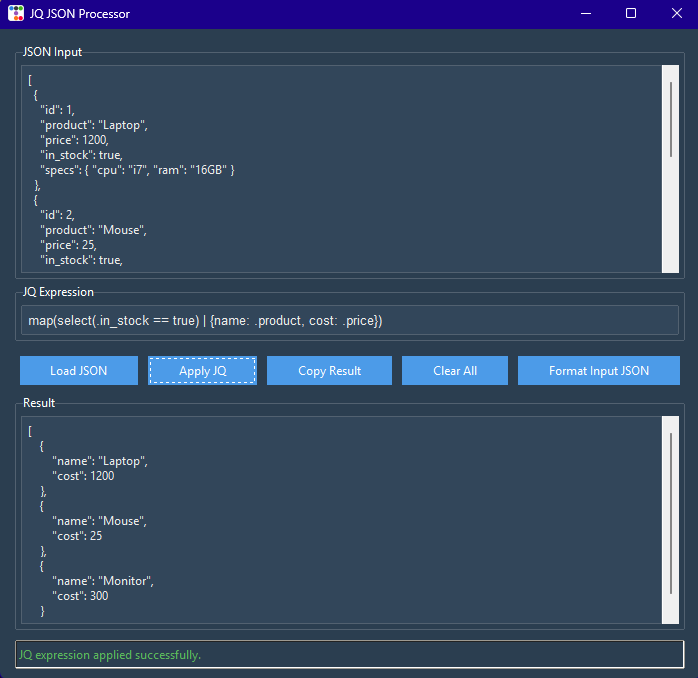 JQ JSON Processor
JSON Input
[
  {
    "id": 1,
    "product": "Laptop",
    "price": 1200,
    "in_stock": true,
    "specs": { "cpu": "i7", "ram": "16GB" }
  },
  {
    "id": 2,
    "product": "Mouse",
    "price": 25,
    "in_stock": true,
JQ Expression
map(select(.in_stock == true) | {name: .product, cost: .price})
Load JSON Apply JQ Copy Result Clear All Format Input JSON
Result
[
    {
        "name": "Laptop",
        "cost": 1200
    },
    {
        "name": "Mouse",
        "cost": 25
    },
    {
        "name": "Monitor",
        "cost": 300
    }
JQ expression applied successfully.